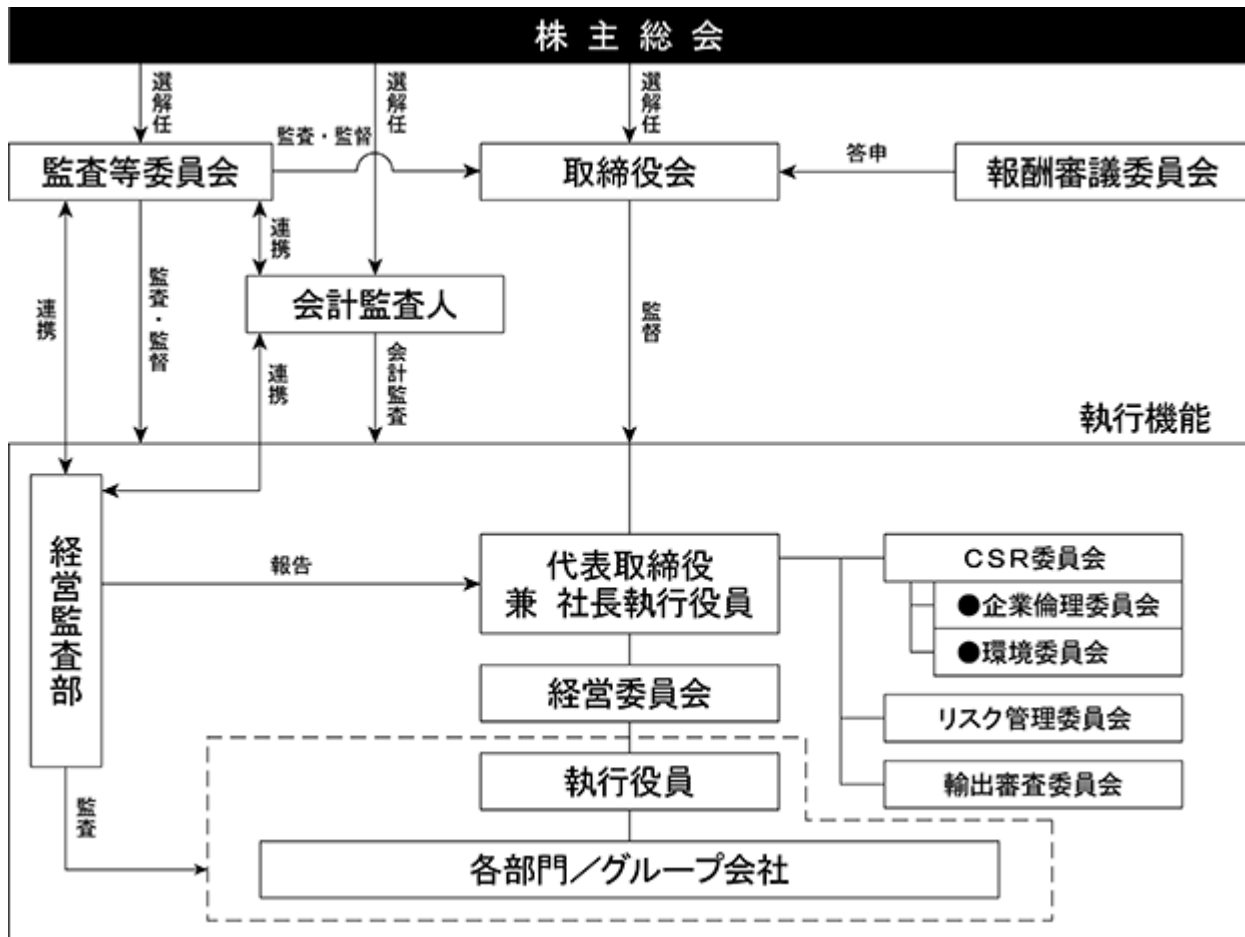 株主総会
選解任
選解任
選解任
監査・監督
答申
監査等委員会
取締役会
報酬審議委員会
連携
監査・監督
連携
会計監査人
連携
会計監査
監督
執行機能
経営監査部
報告
代表取締役
兼 社長執行役員
CSR委員会
●企業倫理委員会
●環境委員会
経営委員会
リスク管理委員会
執行役員
輸出審査委員会
監査
各部門／グループ会社